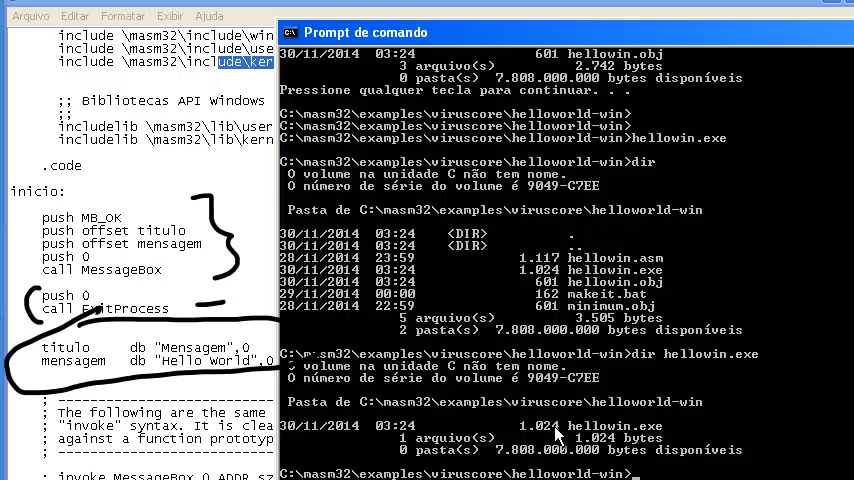 Arquivo Editar Formatar Exibir Ajuda
include \masm32\include\win
include \masm32\include\use
include \masm32\include\ker
;; Bibliotecas API Windows
;;
includelib \masm32\lib\user
includelib \masm32\lib\kern
.code
inicio:
push MB_OK
push offset titulo
push offset mensagem
push 0
call MessageBox
push 0
call ExitProcess
titulo db "Mensagem",0
mensagem db "Hello World",0
; -----------------------
; The following are the same
; "invoke" syntax. It is clea
; against a function prototyp
; -----------------------
; invoke MessageBox,0,ADDR sz
Prompt de comando
30/11/2014 03:24 601 hellowin.obj
3 arquivo(s) 2.742 bytes
0 pasta(s) 7.808.000.000 bytes disponíveis
Pressione qualquer tecla para continuar. . .
C:\masm32\examples\viruscore\helloworld-win>
C:\masm32\examples\viruscore\helloworld-win>hellowin.exe
C:\masm32\examples\viruscore\helloworld-win>dir
O volume na unidade C não tem nome.
O número de série do volume é 9049-C7EE
Pasta de C:\masm32\examples\viruscore\helloworld-win
30/11/2014 03:24 <DIR> .
30/11/2014 03:24 <DIR> ..
28/11/2014 23:59 1.117 hellowin.asm
30/11/2014 03:24 1.024 hellowin.exe
30/11/2014 03:24 601 hellowin.obj
29/11/2014 00:00 162 makeit.bat
28/11/2014 22:59 601 minimum.obj
5 arquivo(s) 3.505 bytes
2 pasta(s) 7.808.000.000 bytes disponíveis
C:\masm32\examples\viruscore\helloworld-win>dir hellowin.exe
O volume na unidade C não tem nome.
O número de série do volume é 9049-C7EE
Pasta de C:\masm32\examples\viruscore\helloworld-win
30/11/2014 03:24 1.024 hellowin.exe
1 arquivo(s) 1.024 bytes
0 pasta(s) 7.808.000.000 bytes disponíveis
C:\masm32\examples\viruscore\helloworld-win>_